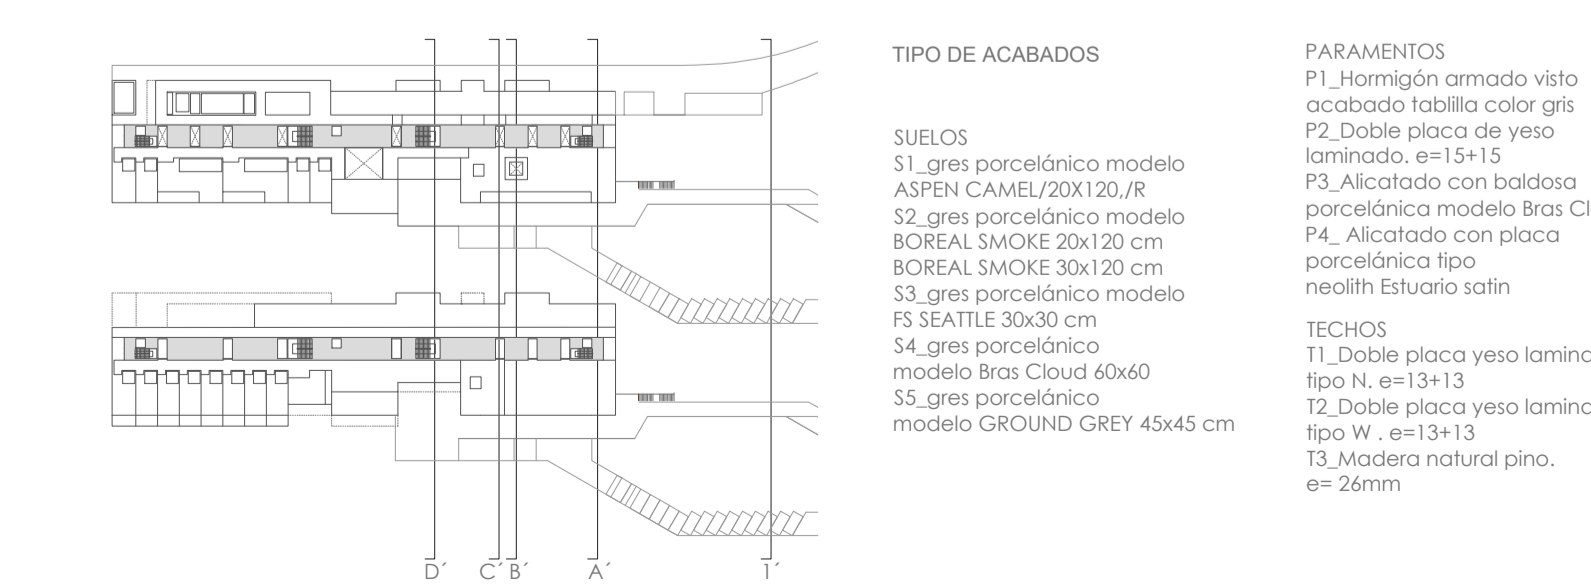 TIPO DE ACABADOS
SUELOS
S1_gres porcelánico modelo
ASPEN CAMEL/20X120,/R
S2_gres porcelánico modelo
BOREAL SMOKE 20x120 cm
BOREAL SMOKE 30x120 cm
S3_gres porcelánico modelo
FS SEATTLE 30x30 cm
S4_gres porcelánico
modelo Bras Cloud 60x60
S5_gres porcelánico
modelo GROUND GREY 45x45 cm
PARAMENTOS
P1_Hormigón armado visto
acabado tablilla color gris
P2_Doble placa de yeso
laminado. e=15+15
P3_Alicatado con baldosa
porcelánica modelo Bras Cl
P4_ Alicatado con placa
porcelánica tipo
neolith Estuario satin
TECHOS
T1_Doble placa yeso lamina
tipo N. e=13+13
T2_Doble placa yeso lamina
tipo W . e=13+13
T3_Madera natural pino.
e= 26mm
D´ C´ B´ A´ 1´